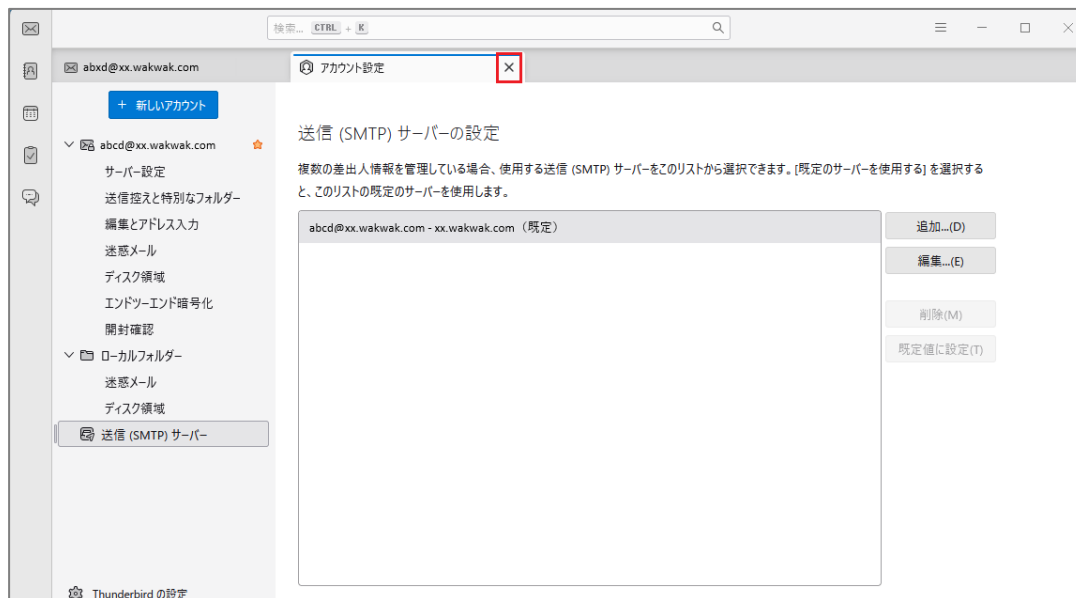 検索... CTRL + K
abxd@xx.wakwak.com
アカウント設定
+ 新しいアカウント
abcd@xx.wakwak.com
サーバー設定
送信控えと特別なフォルダー
編集とアドレス入力
迷惑メール
ディスク領域
エンドツーエンド暗号化
開封確認
ローカルフォルダー
迷惑メール
ディスク領域
送信 (SMTP) サーバー
Thunderbird の設定
送信 (SMTP) サーバーの設定
複数の差出人情報を管理している場合、使用する送信 (SMTP) サーバーをこのリストから選択できます。[既定のサーバーを使用する] を選択する
と、このリストの既定のサーバーを使用します。
abcd@xx.wakwak.com - xx.wakwak.com（既定）
追加...(D)
編集...(E)
削除(M)
既定値に設定(T)